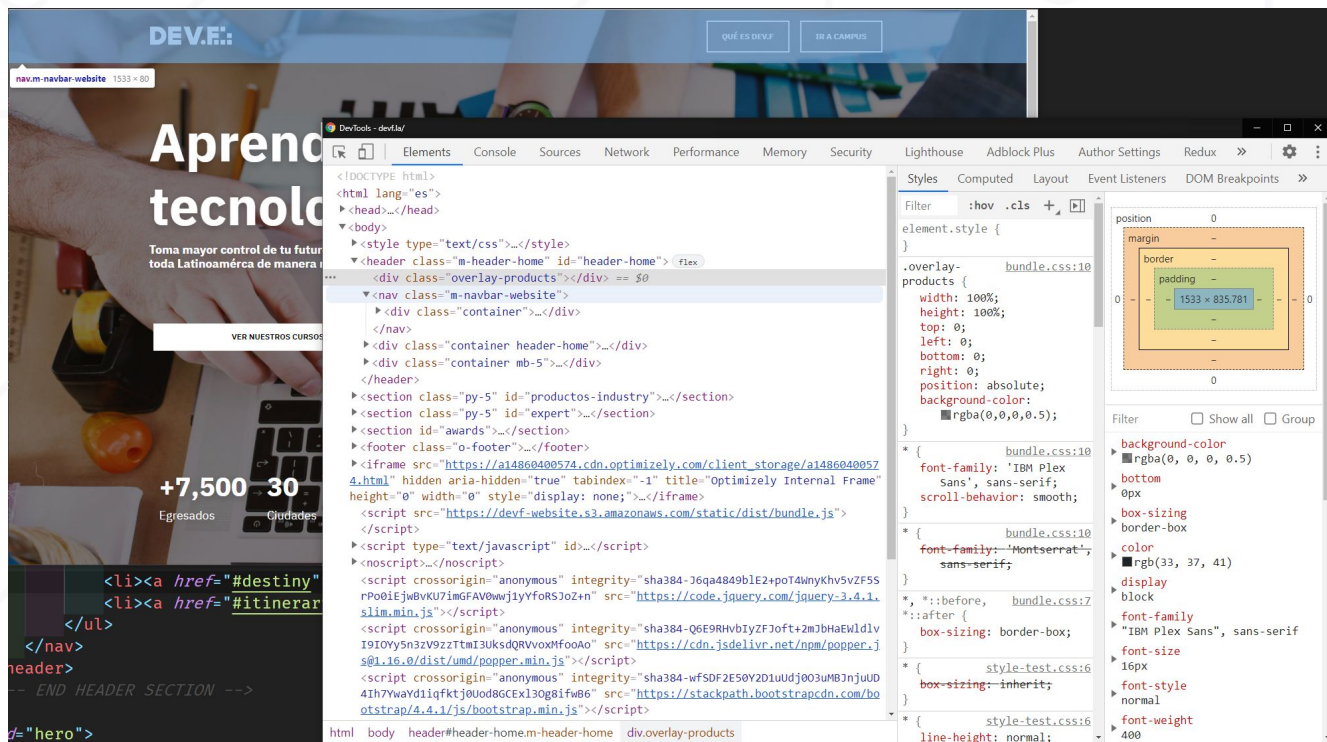 DEV.F.:
QUÉ ES DEV.F
IR A CAMPUS
nav.m-navbar-website 1533 × 80
Aprend
tecnolo
Toma mayor control de tu futur
toda Latinoamérca de manera
VER NUESTROS CURSOS
+7,500 30
Egresados Ciudades
<li><a href="#destiny"
<li><a href="#itinerar
</ul>
</nav>
header>
-- END HEADER SECTION -->
d="hero">
DevTools - devf.la/
Elements Console Sources Network Performance Memory Security Lighthouse Adblock Plus Author Settings Redux »
<!DOCTYPE html>
<html lang="es">
<head>…</head>
<body>
<style type="text/css">…</style>
<header class="m-header-home" id="header-home"> flex
<div class="overlay-products"></div> == $0
<nav class="m-navbar-website">
<div class="container">…</div>
</nav>
<div class="container header-home">…</div>
<div class="container mb-5">…</div>
</header>
<section class="py-5" id="productos-industry">…</section>
<section class="py-5" id="expert">…</section>
<section id="awards">…</section>
<footer class="o-footer">…</footer>
<iframe src="https://a14860400574.cdn.optimizely.com/client_storage/a1486040057
4.html" hidden aria-hidden="true" tabindex="-1" title="Optimizely Internal Frame"
height="0" width="0" style="display: none;">…</iframe>
<script src="https://devf-website.s3.amazonaws.com/static/dist/bundle.js">
</script>
<script type="text/javascript" id>…</script>
<noscript>…</noscript>
<script crossorigin="anonymous" integrity="sha384-J6qa4849blE2+poT4WnyKhv5vZF5S
rPo0iEjwBvKU7imGFAV0wwj1yYfoRSJoZ+n" src="https://code.jquery.com/jquery-3.4.1.
slim.min.js"></script>
<script crossorigin="anonymous" integrity="sha384-Q6E9RHvbIyZFJoft+2mJbHaEWldlv
I9IOYy5n3zV9zzTtmI3UksdQRVvoxMfooAo" src="https://cdn.jsdelivr.net/npm/popper.j
s@1.16.0/dist/umd/popper.min.js"></script>
<script crossorigin="anonymous" integrity="sha384-wfSDF2E50Y2D1uUdj0O3uMBJnjuUD
4Ih7YwaYd1iqfktj0Uod8GCExl3Og8ifwB6" src="https://stackpath.bootstrapcdn.com/bo
otstrap/4.4.1/js/bootstrap.min.js"></script>
html body header#header-home.m-header-home div.overlay-products
Styles Computed Layout Event Listeners DOM Breakpoints »
Filter :hov .cls +
element.style {
}
.overlay- bundle.css:10
products {
width: 100%;
height: 100%;
top: 0;
left: 0;
bottom: 0;
right: 0;
position: absolute;
background-color:
rgba(0,0,0,0.5);
}
* { bundle.css:10
font-family: 'IBM Plex
Sans', sans-serif;
scroll-behavior: smooth;
}
* { bundle.css:10
font-family: 'Montserrat',
sans-serif;
}
*, *::before, bundle.css:7
*::after {
box-sizing: border-box;
}
* { style-test.css:6
box-sizing: inherit;
}
* { style-test.css:6
line-height: normal;
position 0
margin -
border -
padding -
0 - - - 1533 × 835.781 - - - 0
-
-
-
0
Filter Show all Group
background-color
rgba(0, 0, 0, 0.5)
bottom
0px
box-sizing
border-box
color
rgb(33, 37, 41)
display
block
font-family
"IBM Plex Sans", sans-serif
font-size
16px
font-style
normal
font-weight
400